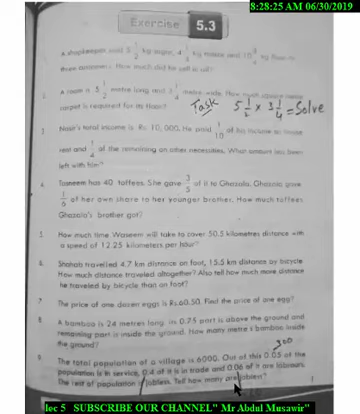 8:28:25 AM 06/30/2019
Exercise 5.3
1. A shopkeeper sold 5 1/2 kg sugar, 4 kg and 10 kg flour to
three customers. How much did he sell in all?
2. A room is 5 1/2 metre long and 3 1/4 metre wide. How much square metre
carpet is required for its floor?
Task 5 1/2 x 3 1/4 = Solve
3. Nasir's total income is Rs. 10,000. He paid 1/10 of his income as house
rent and 1/4 of the remaining on other necessities. What amount has been
left with him?
4. Tasneem has 40 toffees. She gave 3/5 of it to Ghazala. Ghazala gave
1/6 of her own share to her younger brother. How much toffees
Ghazala's brother got?
5. How much time Waseem will take to cover 50.5 kilometres distance with
a speed of 12.25 kilometers per hour?
6. Shahab travelled 4.7 km distance on foot, 15.5 km distance by bicycle
How much distance travelled altogether? Also tell how much more distance
he traveled by bicycle than on foot?
7. The price of one dozen eggs is Rs.60.50. Find the price of one egg?
8. A bamboo is 24 metres long. Its 0.75 part is above the ground and
remaining part is inside the ground. How many metre s bamboo inside
the ground?
300
9. The total population of a village is 6000. Out of this 0.05 of the
population is in service, 0.4 of it is in trade and 0.06 of it are labours.
The rest of population is jobless. Tell how many are jobless?
lec 5 SUBSCRIBE OUR CHANNEL" Mr Abdul Musawir"